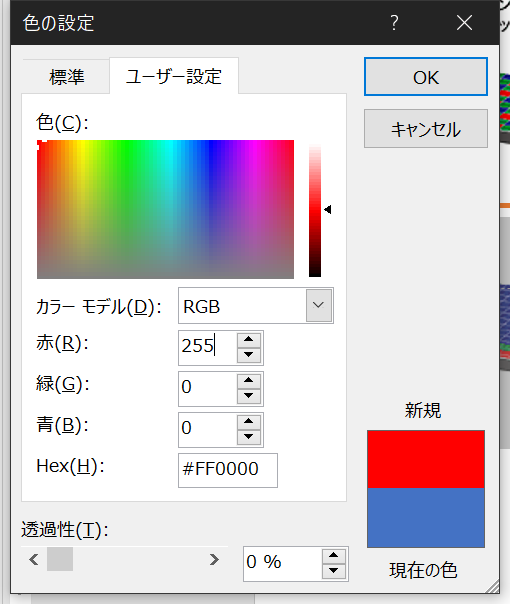 色の設定
標準
ユーザー設定
OK
キャンセル
色(C):
カラー モデル(D):
RGB
赤(R):
255
緑(G):
0
青(B):
0
Hex(H):
#FF0000
新規
現在の色
透過性(T):
0 %